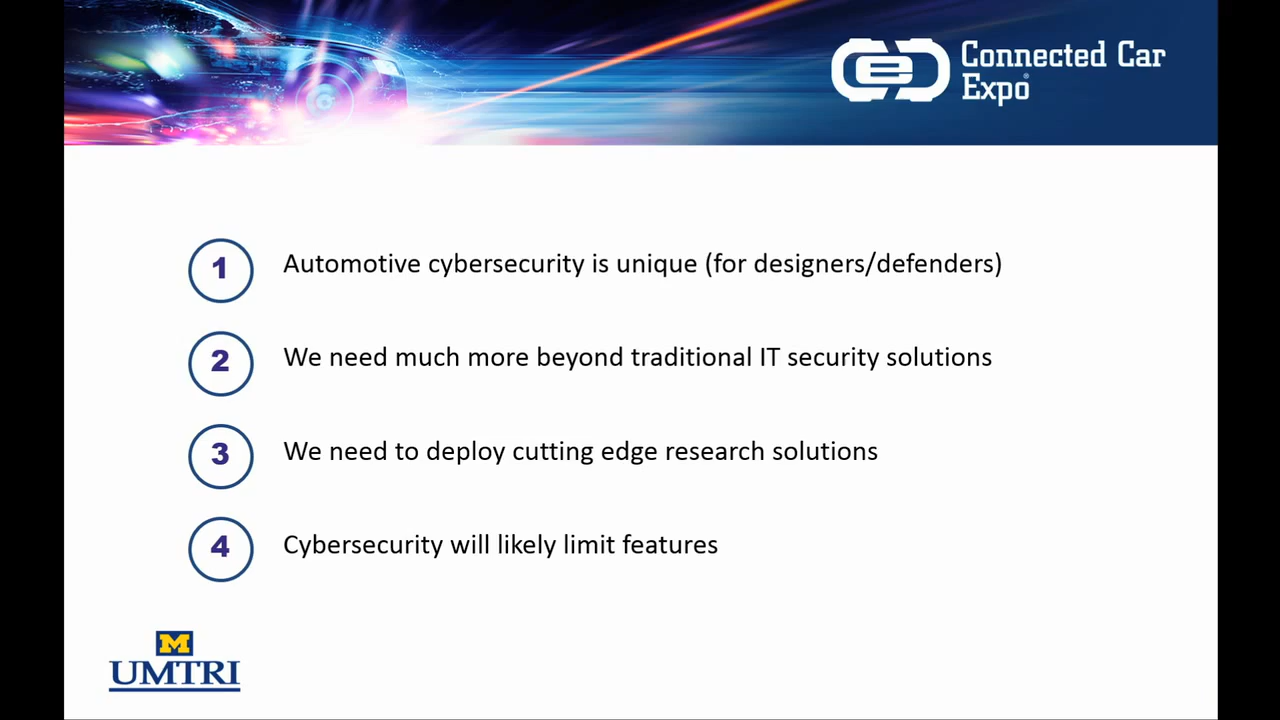 Connected Car
Expo®
1 Automotive cybersecurity is unique (for designers/defenders)
2 We need much more beyond traditional IT security solutions
3 We need to deploy cutting edge research solutions
4 Cybersecurity will likely limit features
M
UMTRI